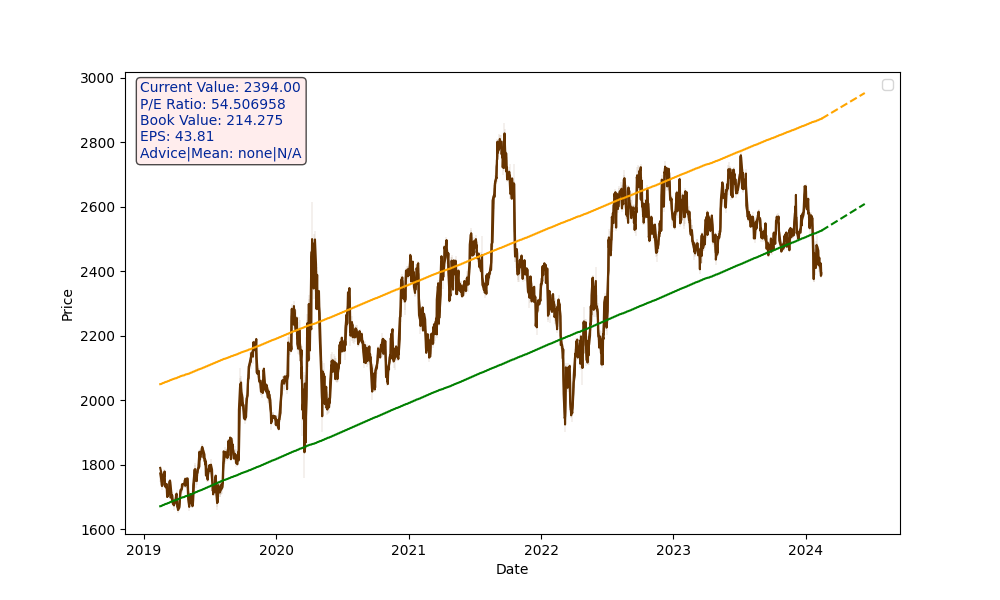 3000
2800
2600
2400
2200
2000
1800
1600
Price
Current Value: 2394.00
P/E Ratio: 54.506958
Book Value: 214.275
EPS: 43.81
Advice|Mean: none|N/A
2019 2020 2021 2022 2023 2024
Date